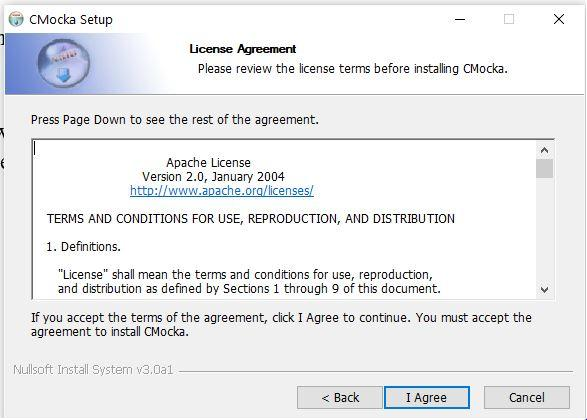 CMocka Setup
License Agreement
Please review the license terms before installing CMocka.
Press Page Down to see the rest of the agreement.
Apache License
Version 2.0, January 2004
http://www.apache.org/licenses/
TERMS AND CONDITIONS FOR USE, REPRODUCTION, AND DISTRIBUTION
1. Definitions.
"License" shall mean the terms and conditions for use, reproduction,
and distribution as defined by Sections 1 through 9 of this document.
If you accept the terms of the agreement, click I Agree to continue. You must accept the
agreement to install CMocka.
Nullsoft Install System v3.0a1
< Back I Agree Cancel